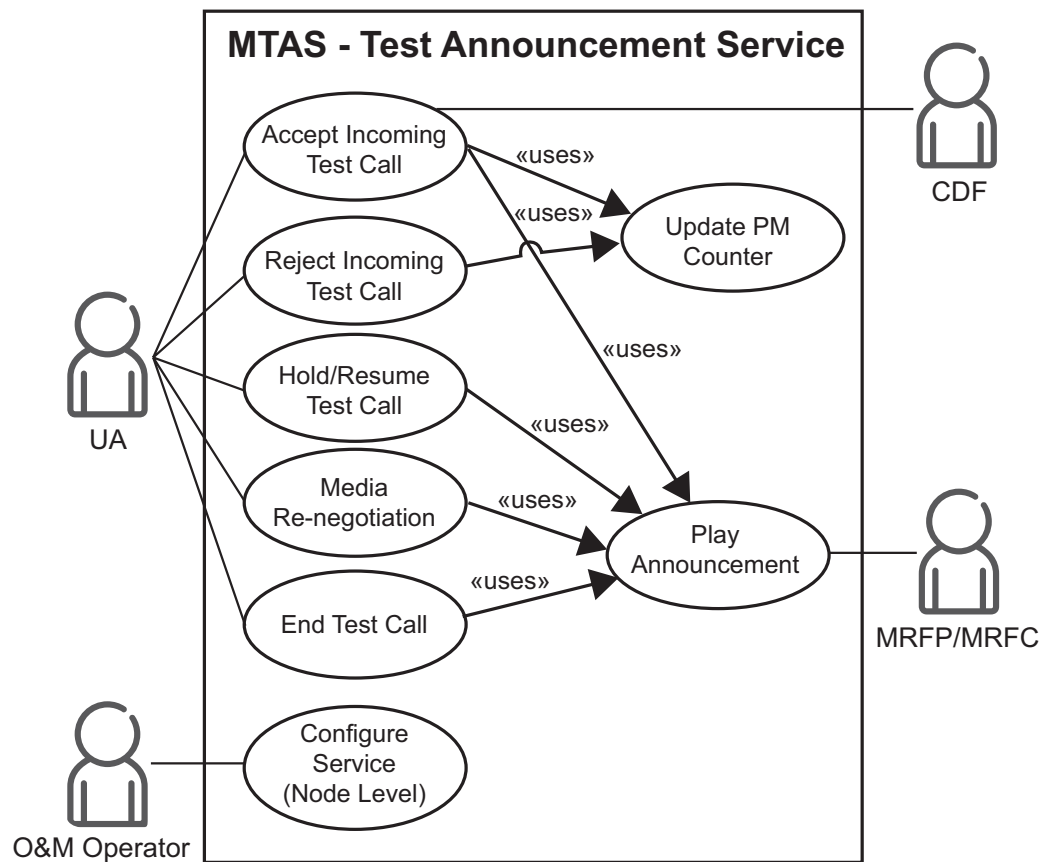 MTAS - Test Announcement Service
Accept Incoming
Test Call
CDF
«uses»
«uses»
Update PM
Counter
Reject Incoming
Test Call
UA
«uses»
Hold/Resume
Test Call
«uses»
Media
Re-negotiation
«uses»
Play
Announcement
MRFP/MRFC
«uses»
End Test Call
Configure
Service
(Node Level)
O&M Operator